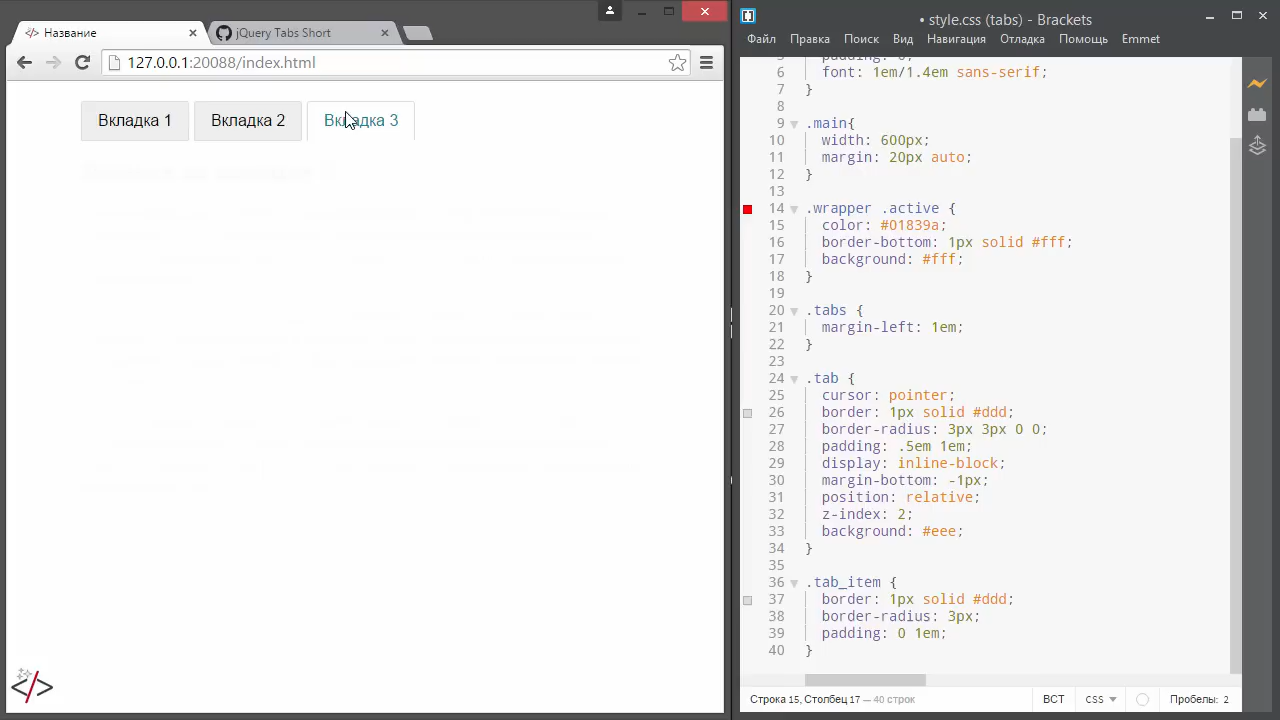 Название
jQuery Tabs Short
127.0.0.1:20088/index.html
Вкладка 1
Вкладка 2
Вкладка 3
• style.css (tabs) - Brackets
Файл Правка Поиск Вид Навигация Отладка Помощь Emmet
6 font: 1em/1.4em sans-serif;
7 }
8
9 .main{
10 width: 600px;
11 margin: 20px auto;
12 }
13
14 .wrapper .active {
15 color: #01839a;
16 border-bottom: 1px solid #fff;
17 background: #fff;
18 }
19
20 .tabs {
21 margin-left: 1em;
22 }
23
24 .tab {
25 cursor: pointer;
26 border: 1px solid #ddd;
27 border-radius: 3px 3px 0 0;
28 padding: .5em 1em;
29 display: inline-block;
30 margin-bottom: -1px;
31 position: relative;
32 z-index: 2;
33 background: #eee;
34 }
35
36 .tab_item {
37 border: 1px solid #ddd;
38 border-radius: 3px;
39 padding: 0 1em;
40 }
Строка 15, Столбец 17 — 40 строк
ВСТ CSS Пробелы: 2